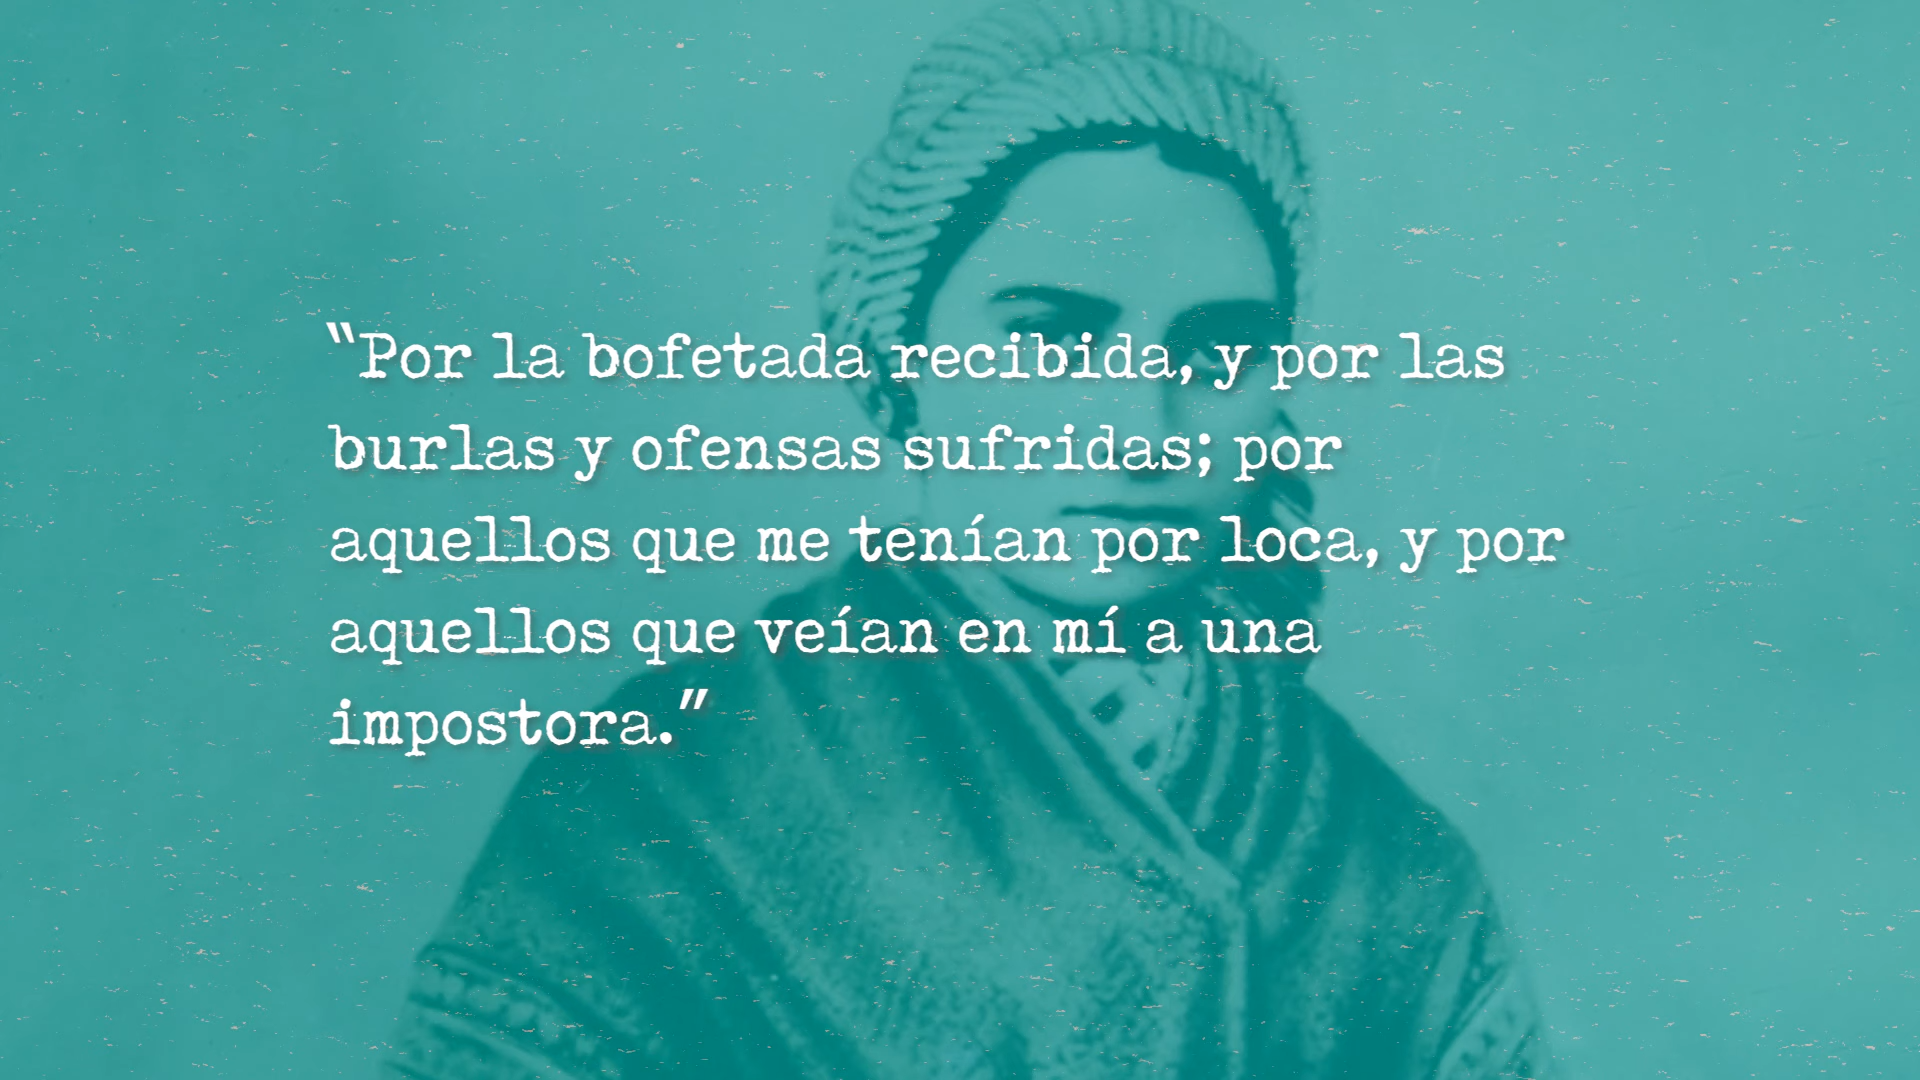 “Por la bofetada recibida, y por las
burlas y ofensas sufridas; por
aquellos que me tenían por loca, y por
aquellos que veían en mí a una
impostora.”